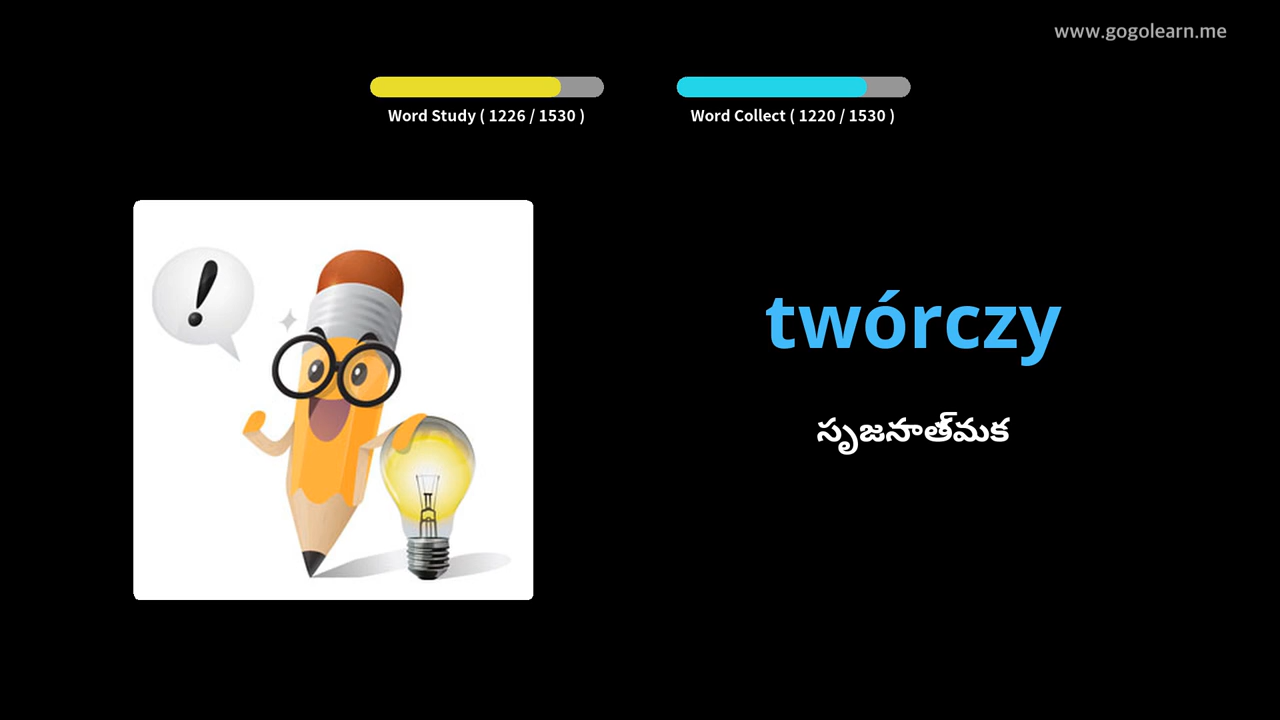 www.gogolearn.me
Word Study ( 1226 / 1530 )
Word Collect ( 1220 / 1530 )
!
twórczy
సృజనాత్మక